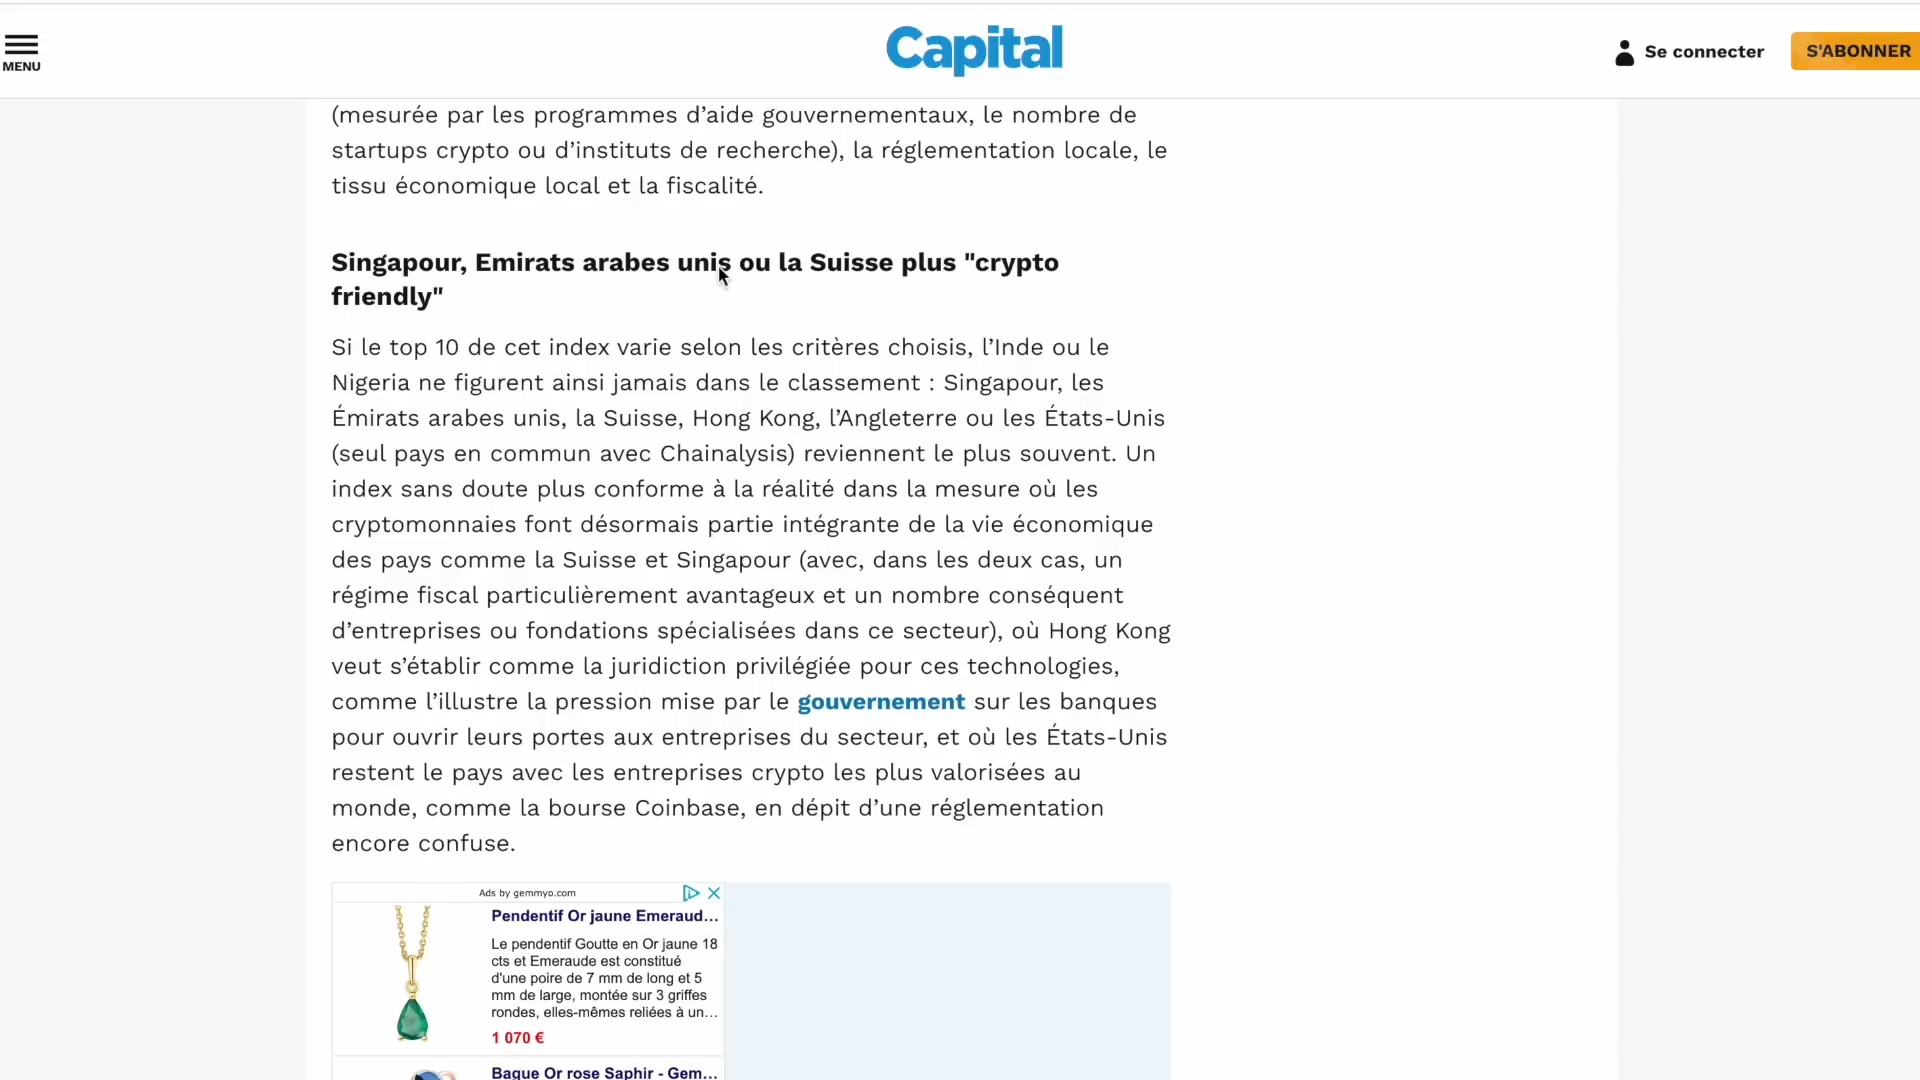 MENU
Capital
Se connecter
S'ABONNER
(mesurée par les programmes d’aide gouvernementaux, le nombre de
startups crypto ou d’instituts de recherche), la réglementation locale, le
tissu économique local et la fiscalité.
Singapour, Emirats arabes unis ou la Suisse plus "crypto
friendly"
Si le top 10 de cet index varie selon les critères choisis, l’Inde ou le
Nigeria ne figurent ainsi jamais dans le classement : Singapour, les
Émirats arabes unis, la Suisse, Hong Kong, l’Angleterre ou les États-Unis
(seul pays en commun avec Chainalysis) reviennent le plus souvent. Un
index sans doute plus conforme à la réalité dans la mesure où les
cryptomonnaies font désormais partie intégrante de la vie économique
des pays comme la Suisse et Singapour (avec, dans les deux cas, un
régime fiscal particulièrement avantageux et un nombre conséquent
d’entreprises ou fondations spécialisées dans ce secteur), où Hong Kong
veut s’établir comme la juridiction privilégiée pour ces technologies,
comme l’illustre la pression mise par le gouvernement sur les banques
pour ouvrir leurs portes aux entreprises du secteur, et où les États-Unis
restent le pays avec les entreprises crypto les plus valorisées au
monde, comme la bourse Coinbase, en dépit d’une réglementation
encore confuse.
Ads by gemmyo.com
Pendentif Or jaune Emeraud...
Le pendentif Goutte en Or jaune 18
cts et Emeraude est constitué
d'une poire de 7 mm de long et 5
mm de large, montée sur 3 griffes
rondes, elles-mêmes reliées à un...
1 070 €
Bague Or rose Saphir - Gem...